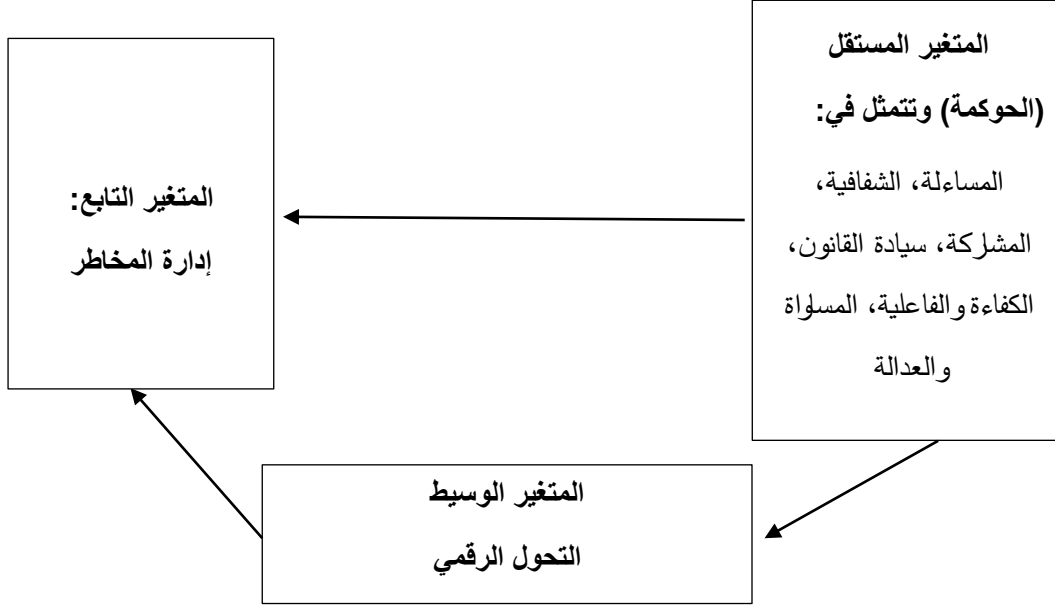 المتغير المستقل
(الحوكمة) وتتمثل في:
المساءلة، الشفافية،
المشاركة، سيادة القانون،
الكفاءة والفاعلية، المساواة
والعدالة
المتغير التابع:
إدارة المخاطر
المتغير الوسيط
التحول الرقمي